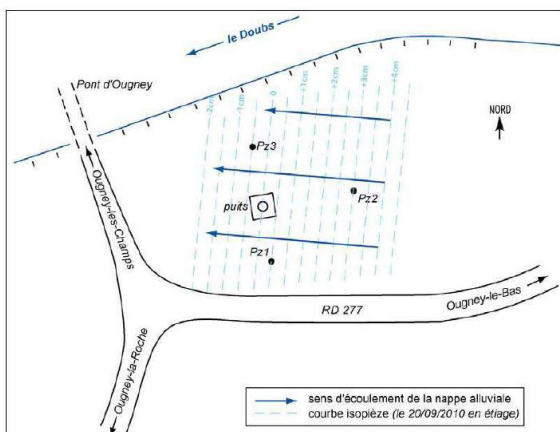 le Doubs
Pont d'Ougney
-2cm
-1cm
0
+1cm
+2cm
+3cm
+4cm
NORD
Pz3
Pz2
puits
Pz1
Ougney-les-Champs
RD 277
Ougney-le-Bas
Ougney-la-Roche
sens d'écoulement de la nappe alluviale
courbe isopièze (le 20/09/2010 en étiage)